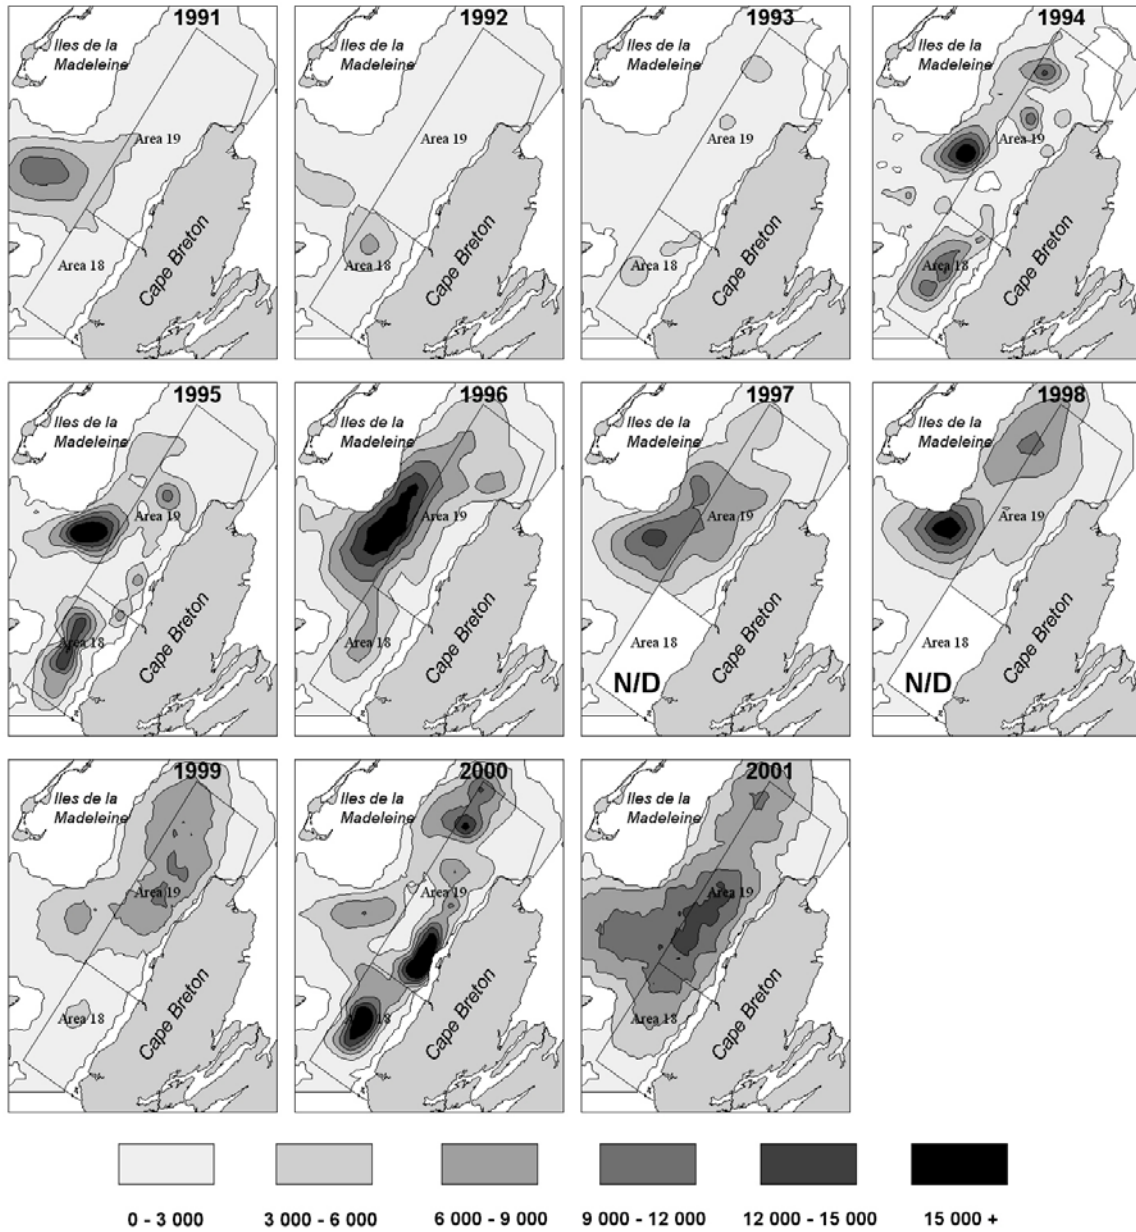 1991
Iles de la
Madeleine
Area 19
Area 18
Cape Breton
1992
Iles de la
Madeleine
Area 19
Area 18
Cape Breton
1993
Iles de la
Madeleine
Area 19
Area 18
Cape Breton
1994
Iles de la
Madeleine
Area 19
Area 18
Cape Breton
1995
Iles de la
Madeleine
Area 19
Area 18
Cape Breton
1996
Iles de la
Madeleine
Area 19
Area 18
Cape Breton
1997
Iles de la
Madeleine
Area 19
Area 18
Cape Breton
N/D
1998
Iles de la
Madeleine
Area 19
Area 18
Cape Breton
N/D
1999
Iles de la
Madeleine
Area 19
Area 18
Cape Breton
2000
Iles de la
Madeleine
Area 19
18
Cape Breton
2001
Iles de la
Madeleine
Area 19
Area 18
Cape Breton
0 - 3 000
3 000 - 6 000
6 000 - 9 000
9 000 - 12 000
12 000 - 15 000
15 000 +